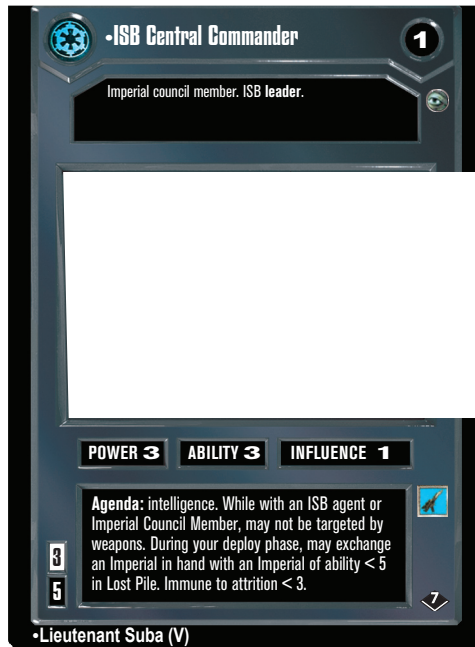 •ISB Central Commander
1
Imperial council member. ISB leader.
POWER 3
ABILITY 3
INFLUENCE 1
Agenda: intelligence. While with an ISB agent or
Imperial Council Member, may not be targeted by
weapons. During your deploy phase, may exchange
an Imperial in hand with an Imperial of ability < 5
in Lost Pile. Immune to attrition < 3.
3
5
7
•Lieutenant Suba (V)